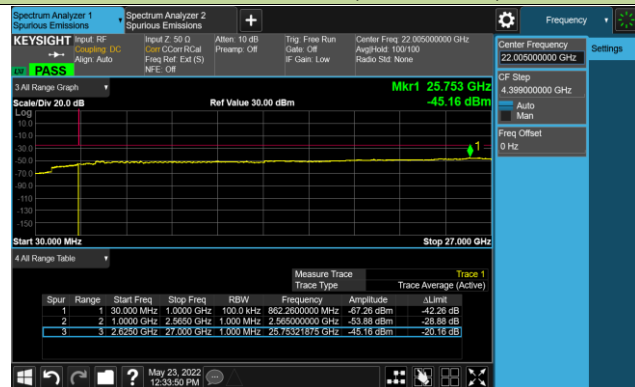 Spectrum Analyzer 1
Spurious Emissions
Spectrum Analyzer 2
Spurious Emissions
+
Frequency
KEYSIGHT
Input: RF
Coupling: DC
Align: Auto
Input Z: 50 Ω
Corr CCorr RCal
Freq Ref: Ext (S)
NFE: Off
Atten: 10 dB
Preamp: Off
Trig: Free Run
Gate: Off
IF Gain: Low
Center Freq: 22.005000000 GHz
Avg|Hold: 100/100
Radio Std: None
PASS
Center Frequency
22.005000000 GHz
Settings
CF Step
4.399000000 GHz
Auto
Man
Freq Offset
0 Hz
3 All Range Graph
Scale/Div 20.0 dB
Ref Value 30.00 dBm
Mkr1 25.753 GHz
-45.16 dBm
Log
10.0
-10.0
-30.0
-50.0
-70.0
-90.0
-110
-130
-150
1
Start 30.000 MHz
Stop 27.000 GHz
4 All Range Table
Measure Trace Trace 1
Trace Type Trace Average (Active)
Spur Range Start Freq Stop Freq RBW Frequency Amplitude ΔLimit
1 1 30.000 MHz 1.0000 GHz 100.0 kHz 862.2600000 MHz -67.26 dBm -42.26 dB
2 2 1.0000 GHz 2.5650 GHz 1.000 MHz 2.565000000 GHz -53.88 dBm -28.88 dB
3 3 2.6250 GHz 27.000 GHz 1.000 MHz 25.75321875 GHz -45.16 dBm -20.16 dB
?
May 23, 2022
12:33:50 PM